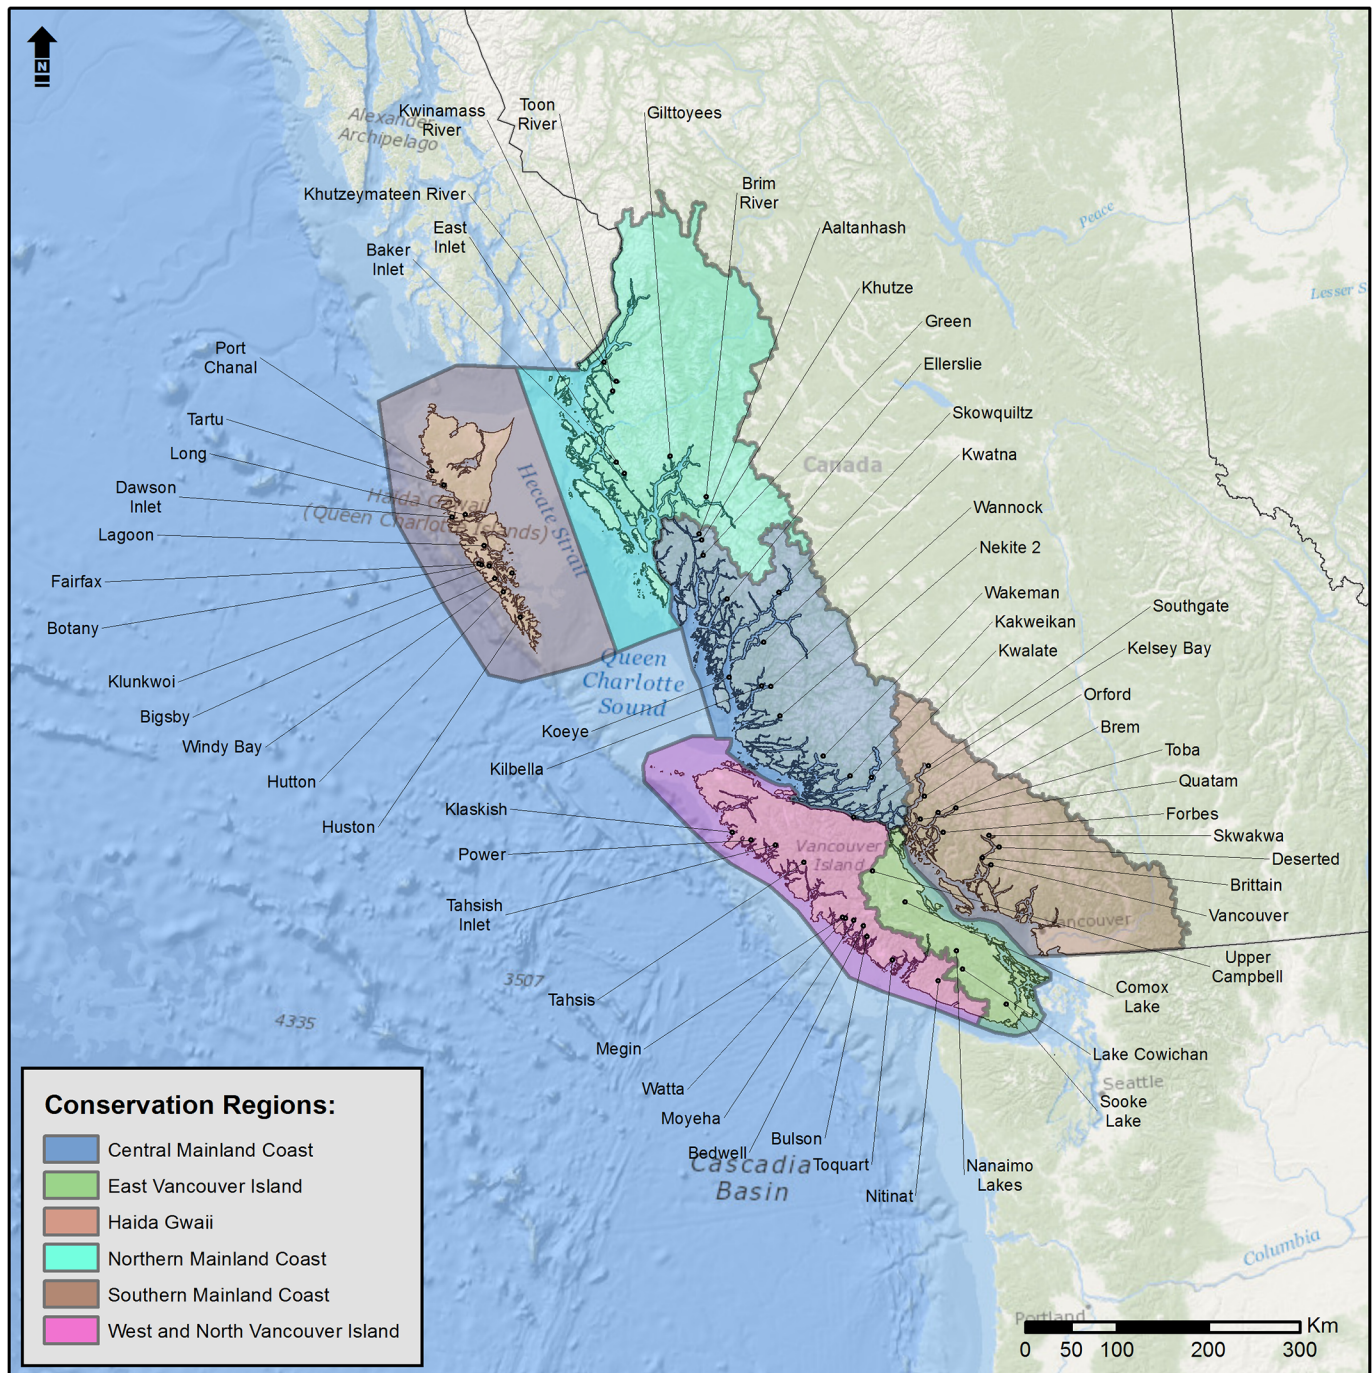 N
Alexander
Archipelago
Kwinamass
River
Toon
River
Gilttoyees
Khutzeymateen River
Brim
River
East
Inlet
Baker
Inlet
Aaltanhash
Peace
Khutze
Lesser S
Green
Port
Chanal
Ellerslie
Tartu
Skowquiltz
Long
Kwatna
Canada
Dawson
Inlet
Haida Gwaii
(Queen Charlotte Islands)
Hecate Strait
Wannock
Lagoon
Nekite 2
Fairfax
Wakeman
Southgate
Botany
Kakweikan
Kelsey Bay
Kwalate
Queen
Charlotte
Sound
Klunkwoi
Orford
Bigsby
Koeye
Brem
Windy Bay
Toba
Kilbella
Hutton
Quatam
Klaskish
Forbes
Huston
Skwakwa
Vancouver
Island
Power
Deserted
Brittain
Tahsish
Inlet
Vancouver
Vancouver
Upper
Campbell
3507
Comox
Lake
Tahsis
4335
Megin
Lake Cowichan
Seattle
Watta
Sooke
Lake
Moyeha
Bulson
Bedwell
Toquart
Cascadia
Basin
Nanaimo
Lakes
Nitinat
Columbia
Portland
Conservation Regions:
Central Mainland Coast
East Vancouver Island
Haida Gwaii
Northern Mainland Coast
Southern Mainland Coast
West and North Vancouver Island
Km
0 50 100 200 300